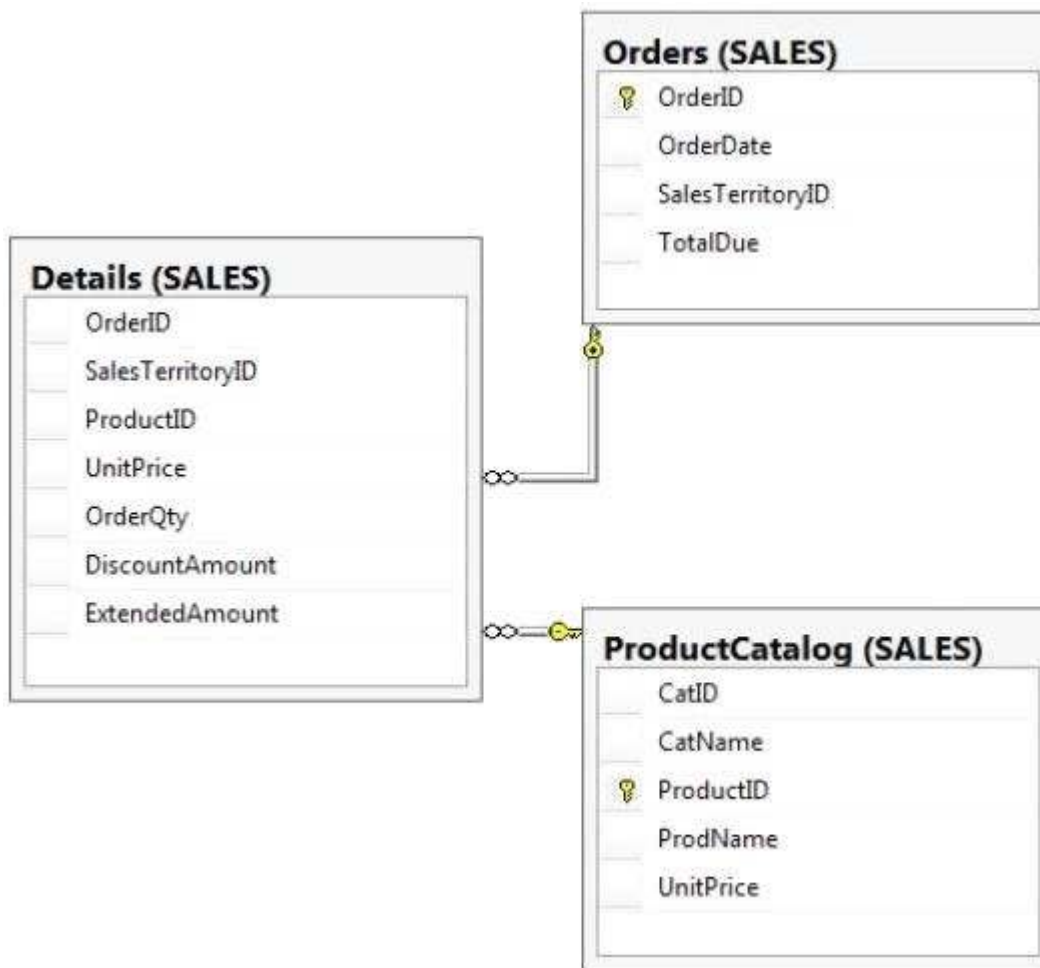 Orders (SALES)
OrderID
OrderDate
SalesTerritoryID
TotalDue
Details (SALES)
OrderID
SalesTerritoryID
ProductID
UnitPrice
OrderQty
DiscountAmount
ExtendedAmount
ProductCatalog (SALES)
CatID
CatName
ProductID
ProdName
UnitPrice